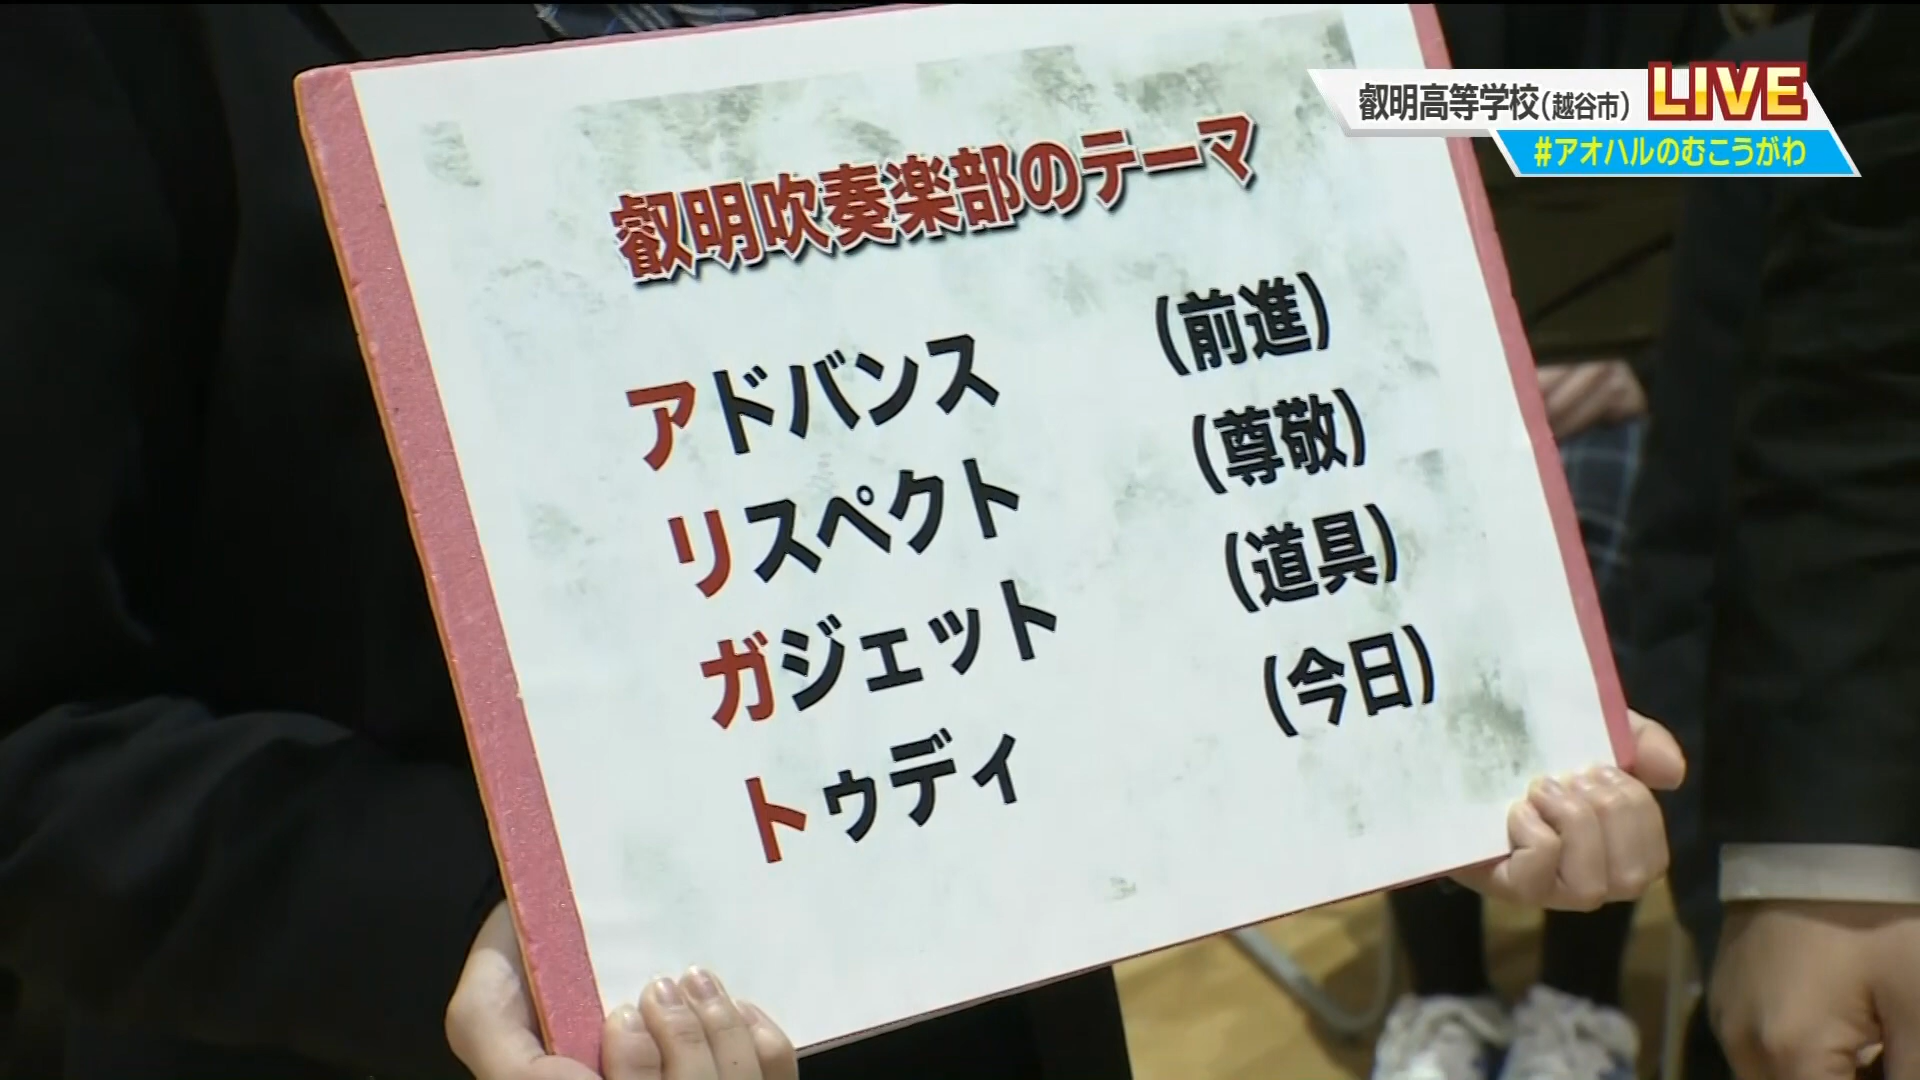 叡明高等学校(越谷市) LIVE
#アオハルのむこうがわ
叡明吹奏楽部のテーマ
アドバンス (前進)
リスペクト (尊敬)
ガジェット (道具)
トゥディ (今日)